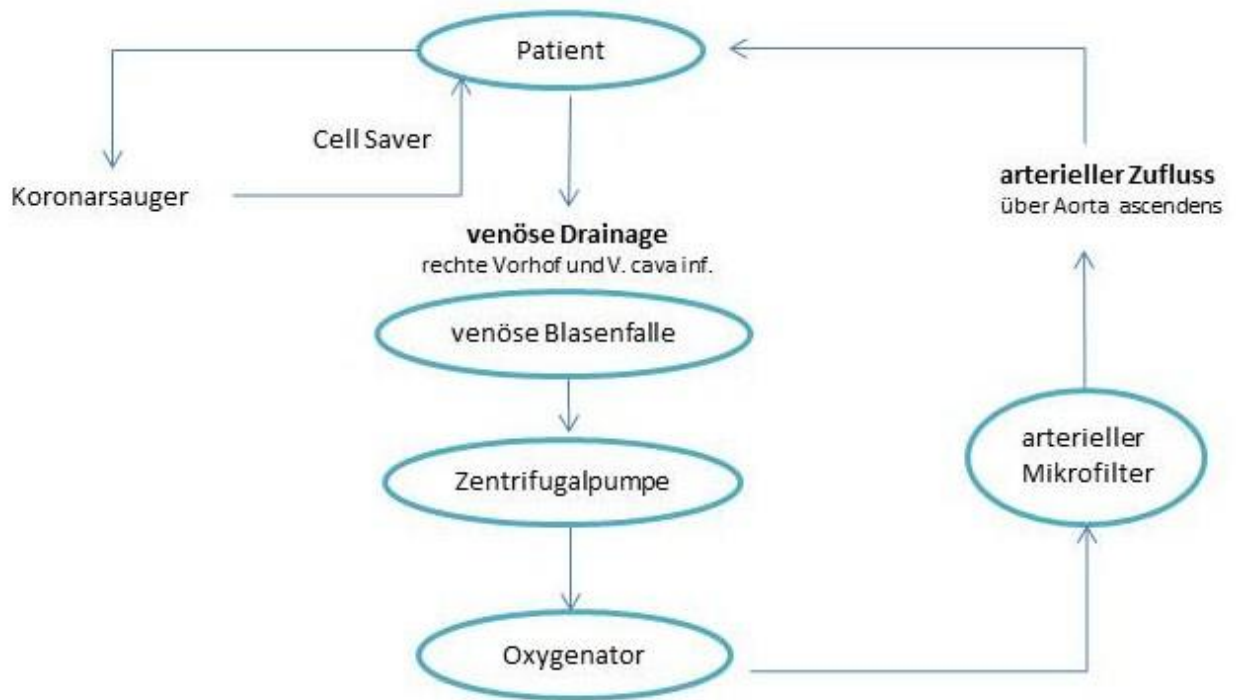 Patient
Cell Saver
Koronarsauger
arterieller Zufluss
über Aorta ascendens
venöse Drainage
rechte Vorhof und V. cava inf.
venöse Blasenfalle
Zentrifugalpumpe
arterieller
Mikrofilter
Oxygenator